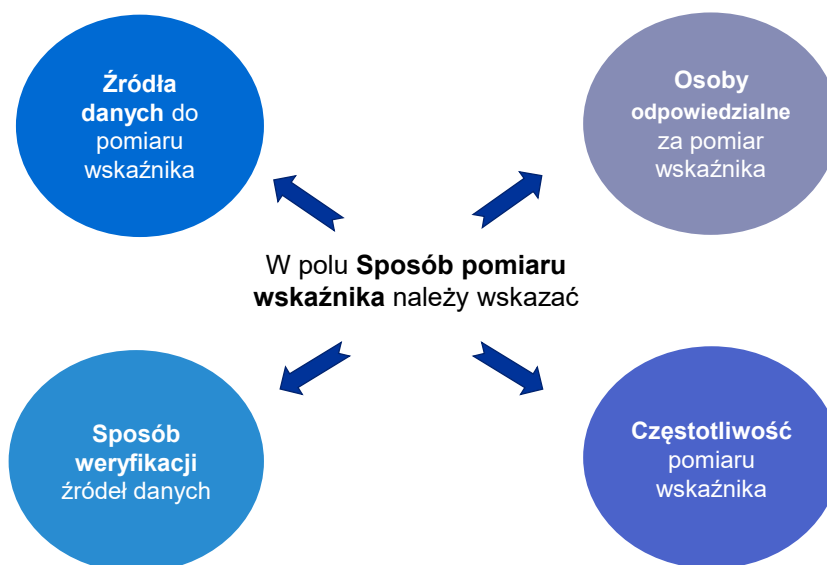 Źródła
danych do
pomiaru
wskaźnika
Osoby
odpowiedzialne
za pomiar
wskaźnika
W polu Sposób pomiaru
wskaźnika należy wskazać
Sposób
weryfikacji
źródeł danych
Częstotliwość
pomiaru
wskaźnika